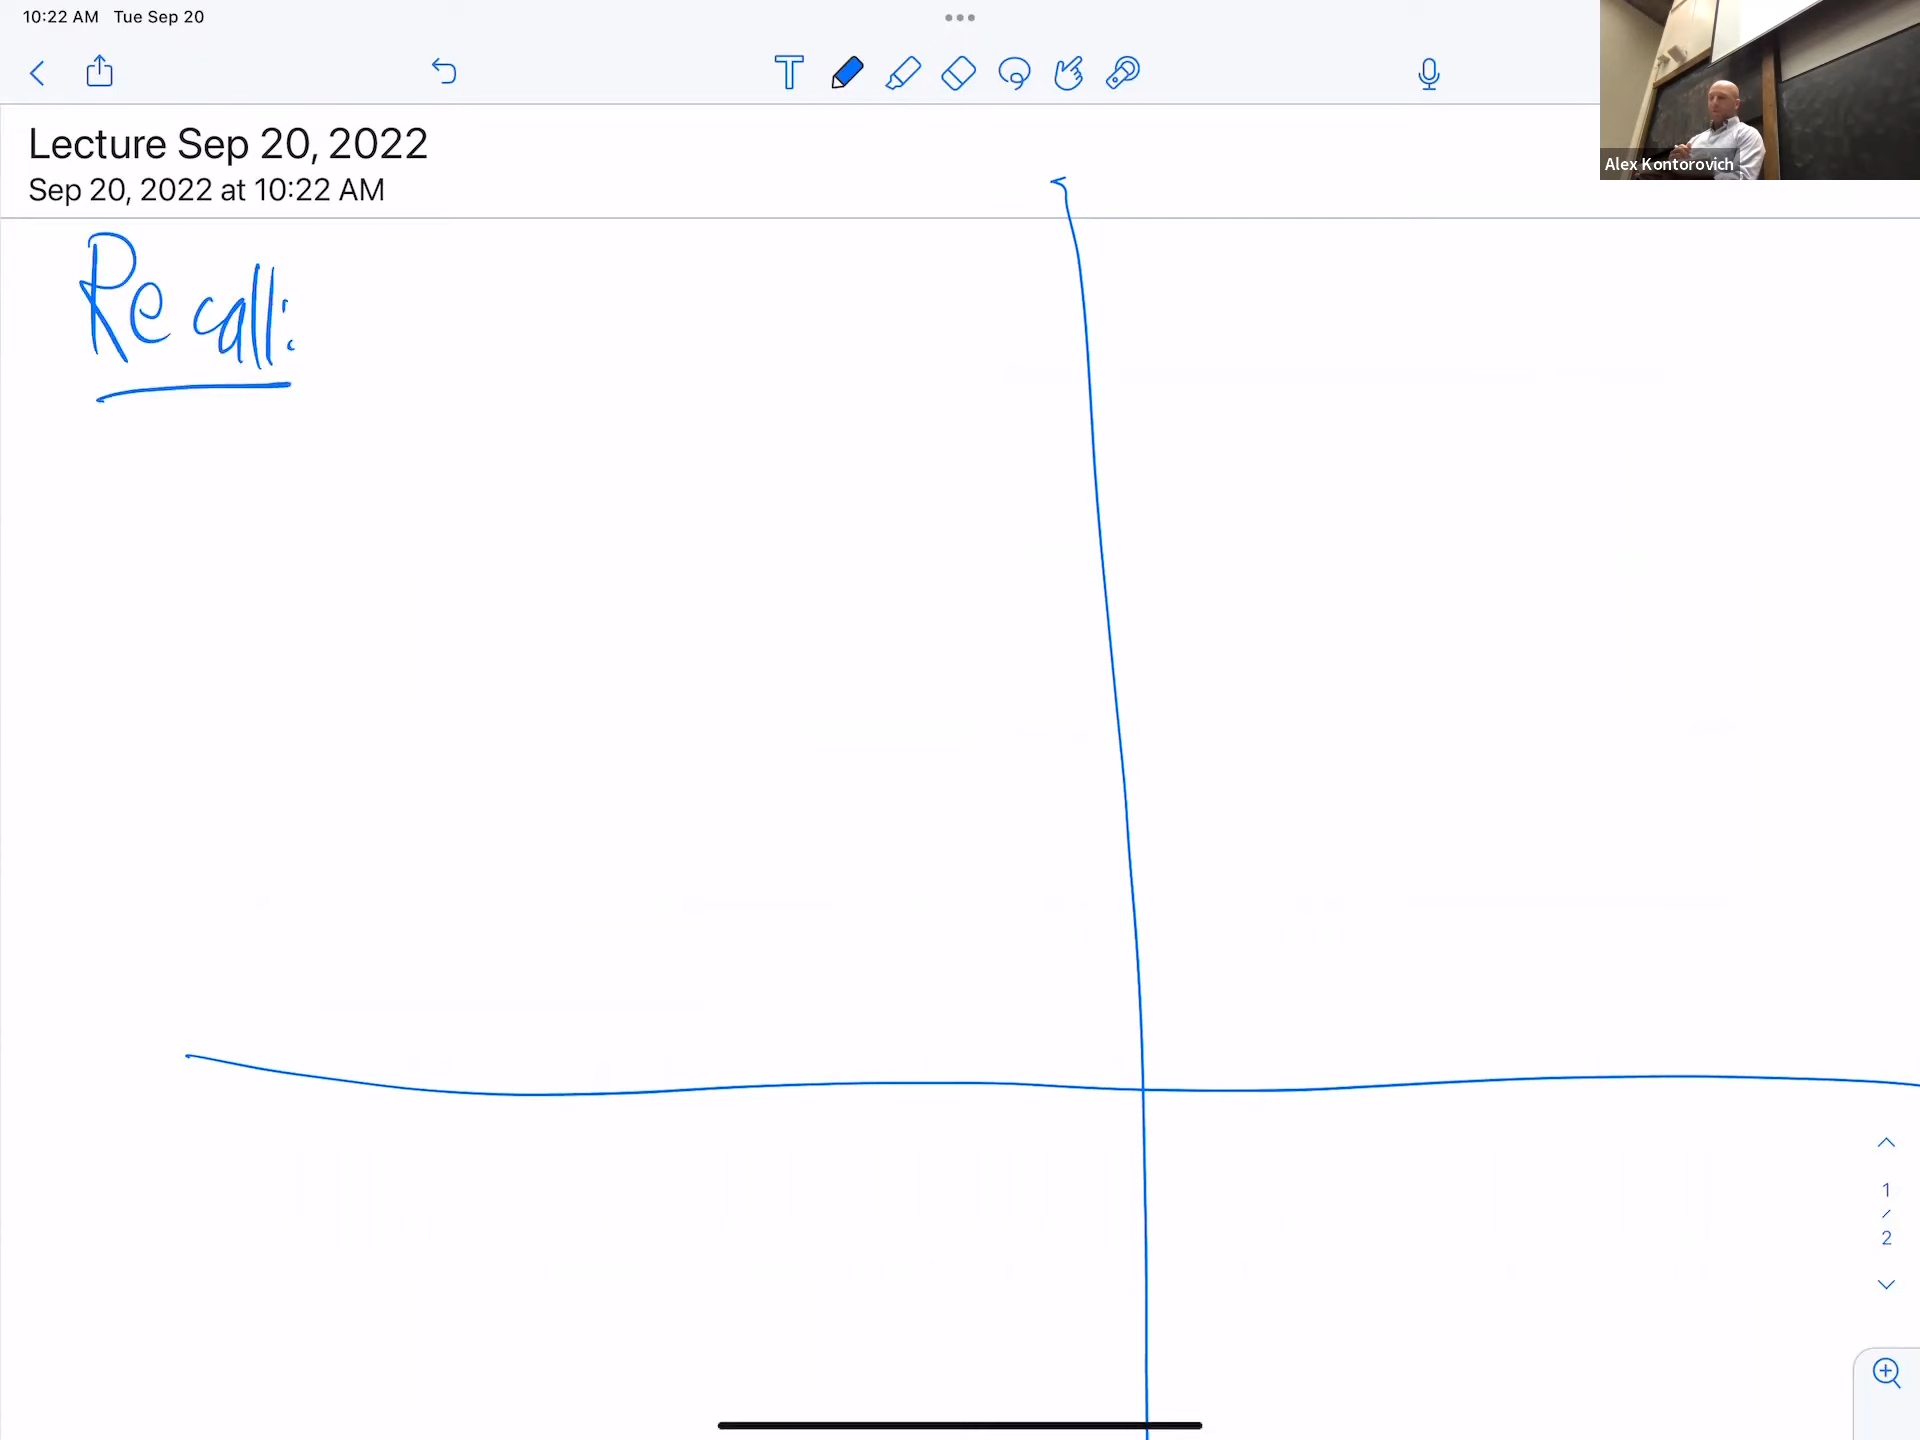 10:22 AM Tue Sep 20
Alex Kontorovich
Lecture Sep 20, 2022
Sep 20, 2022 at 10:22 AM
Recall:
1
/
2